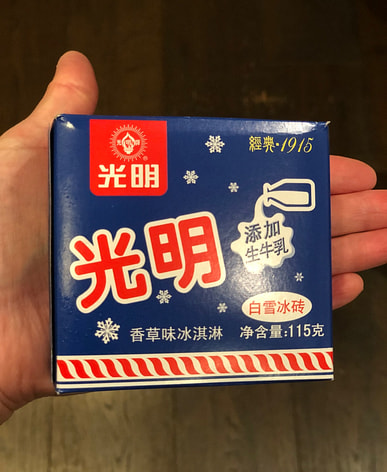 光明
經典·1915
光明
添加
生牛乳
白雪冰砖
香草味冰淇淋
净含量:115克